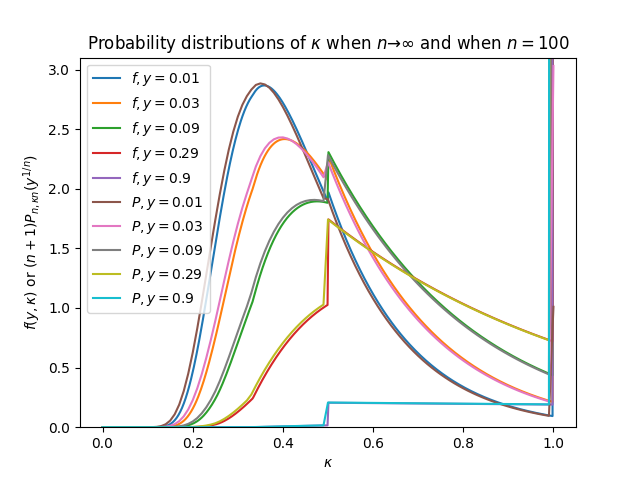 Probability distributions of κ when n→∞ and when n = 100
f(y, κ) or (n + 1)P_{n, κn}(y^{1/n})
3.0
2.5
2.0
1.5
1.0
0.5
0.0
f, y = 0.01
f, y = 0.03
f, y = 0.09
f, y = 0.29
f, y = 0.9
P, y = 0.01
P, y = 0.03
P, y = 0.09
P, y = 0.29
P, y = 0.9
0.0 0.2 0.4 0.6 0.8 1.0
κ